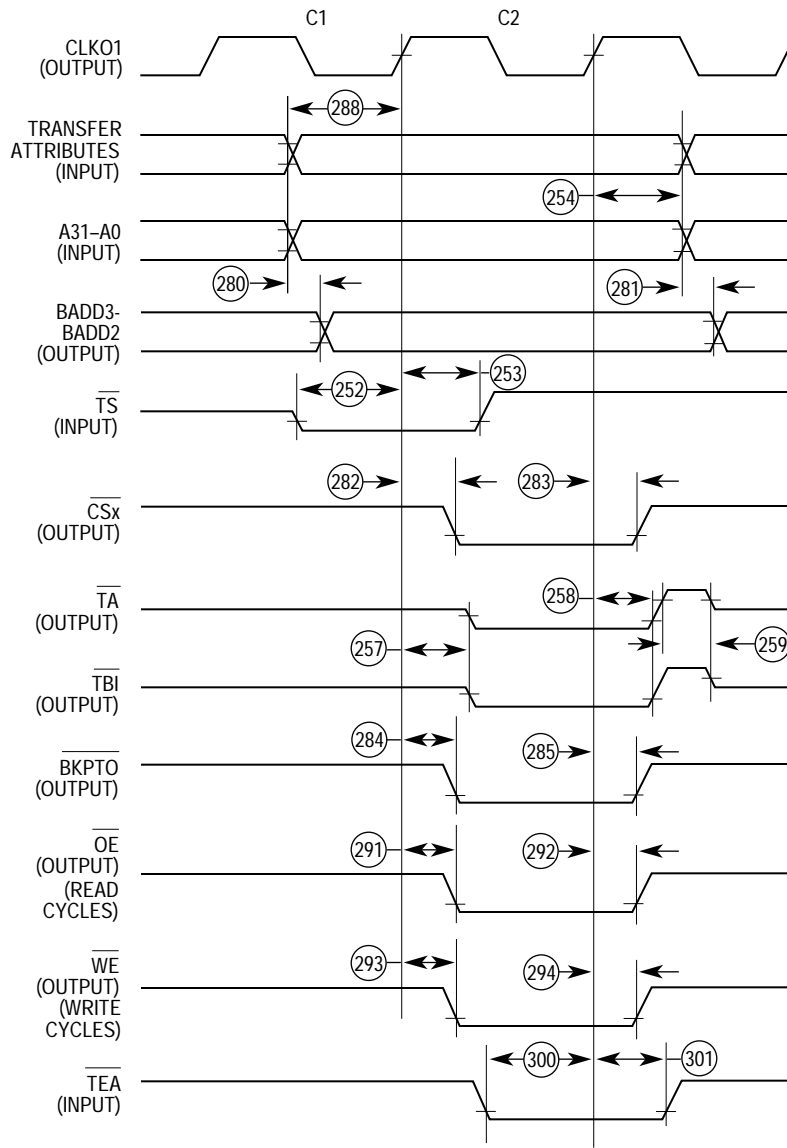 C1 C2
CLKO1
(OUTPUT)
288
TRANSFER
ATTRIBUTES
(INPUT)
254
A31–A0
(INPUT)
280 281
BADD3-
BADD2
(OUTPUT)
252 253
TS
(INPUT)
282 283
CSx
(OUTPUT)
258
TA
(OUTPUT)
257 259
TBI
(OUTPUT)
284 285
BKPTO
(OUTPUT)
291 292
OE
(OUTPUT)
(READ
CYCLES)
293 294
WE
(OUTPUT)
(WRITE
CYCLES)
300 301
TEA
(INPUT)